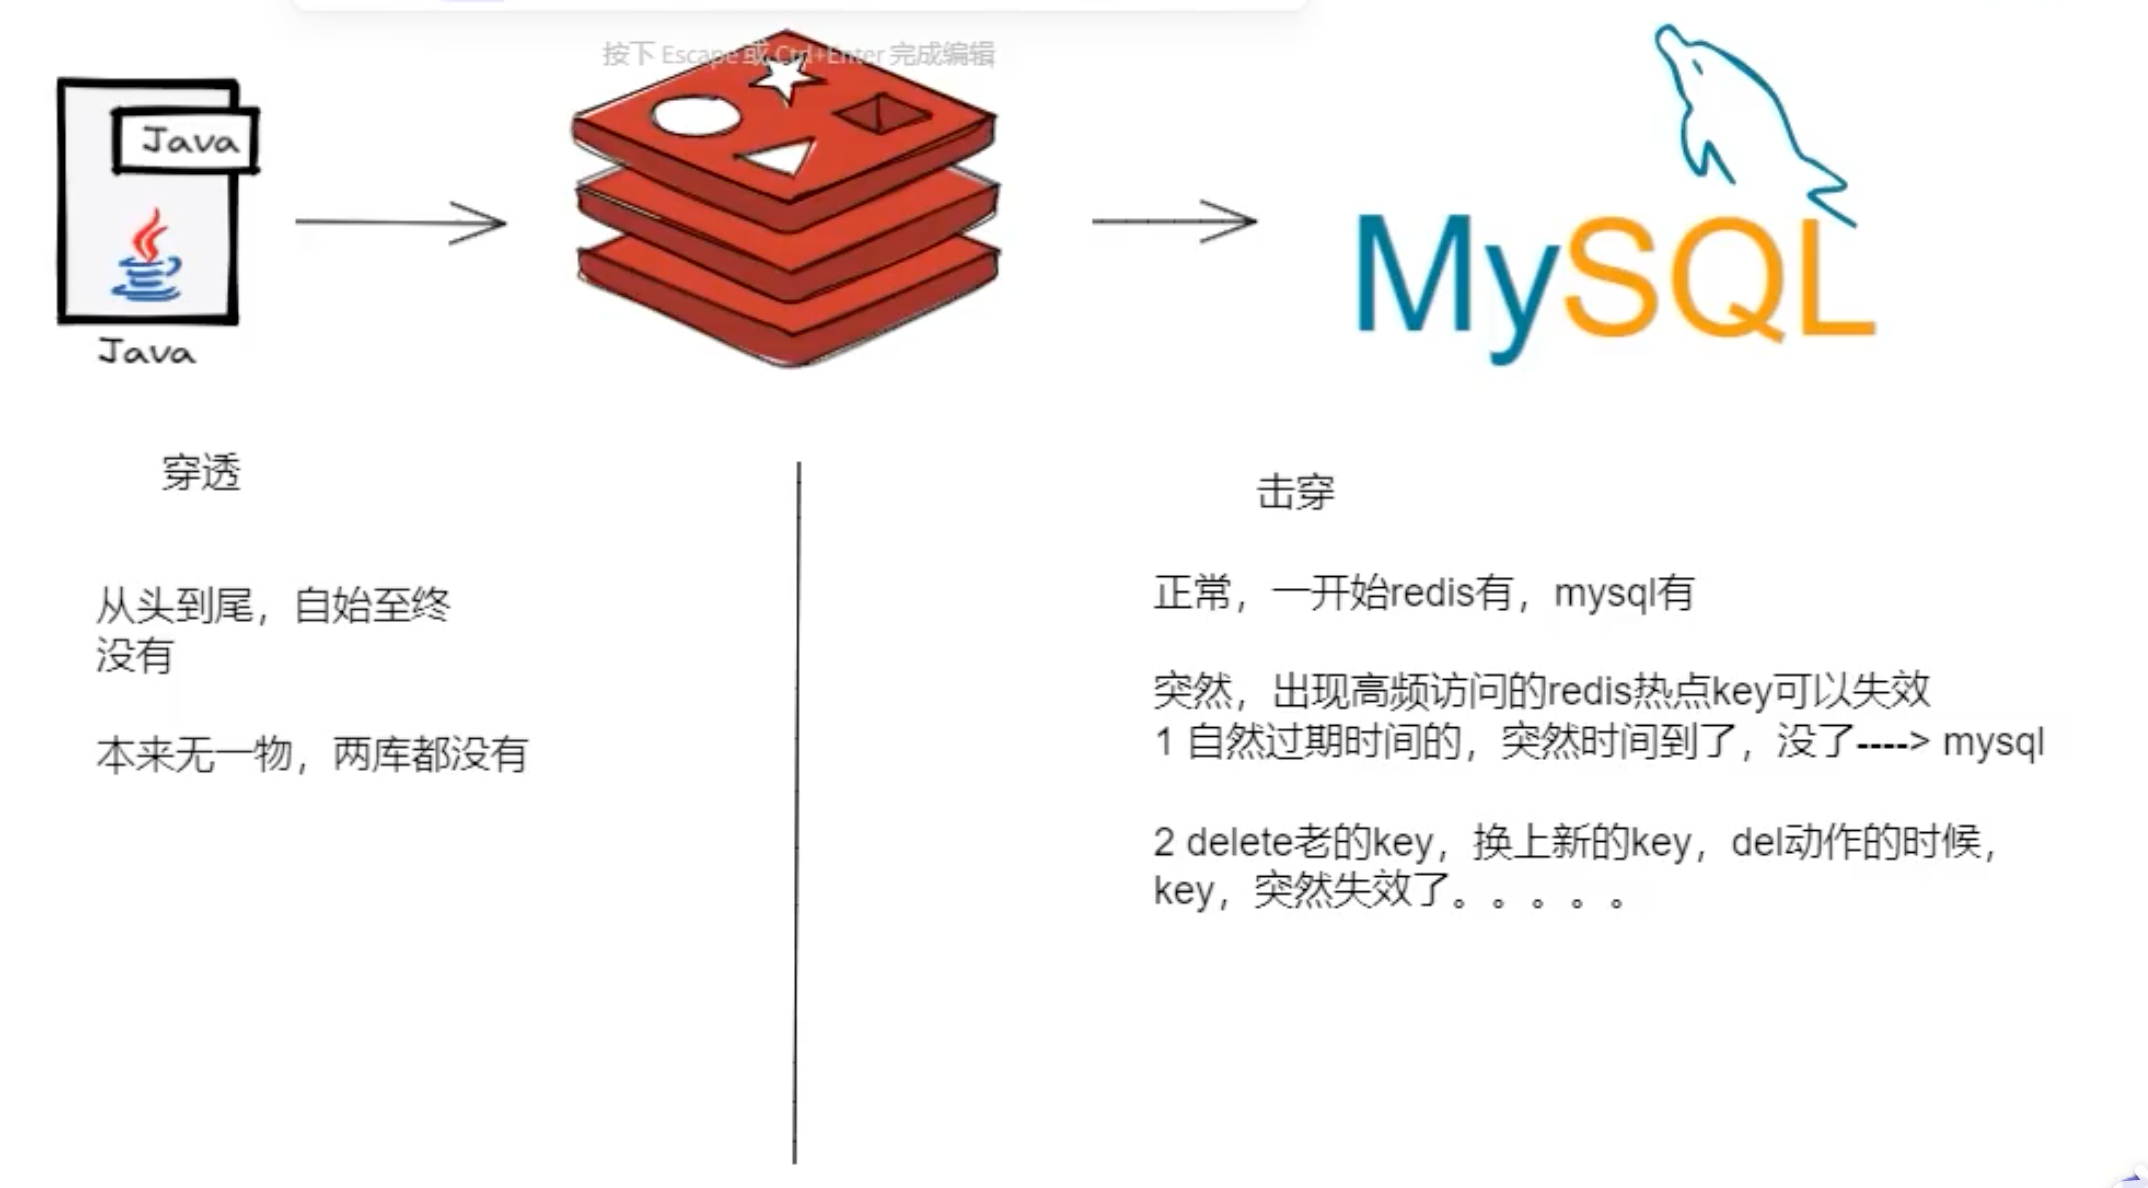 按下 Escape 或 Ctrl+Enter 完成编辑
Java
Java
MySQL
穿透
从头到尾，自始至终
没有
本来无一物，两库都没有
击穿
正常，一开始redis有，mysql有
突然，出现高频访问的redis热点key可以失效
1 自然过期时间的，突然时间到了，没了----> mysql
2 delete老的key，换上新的key，del动作的时候，
key，突然失效了。。。。。